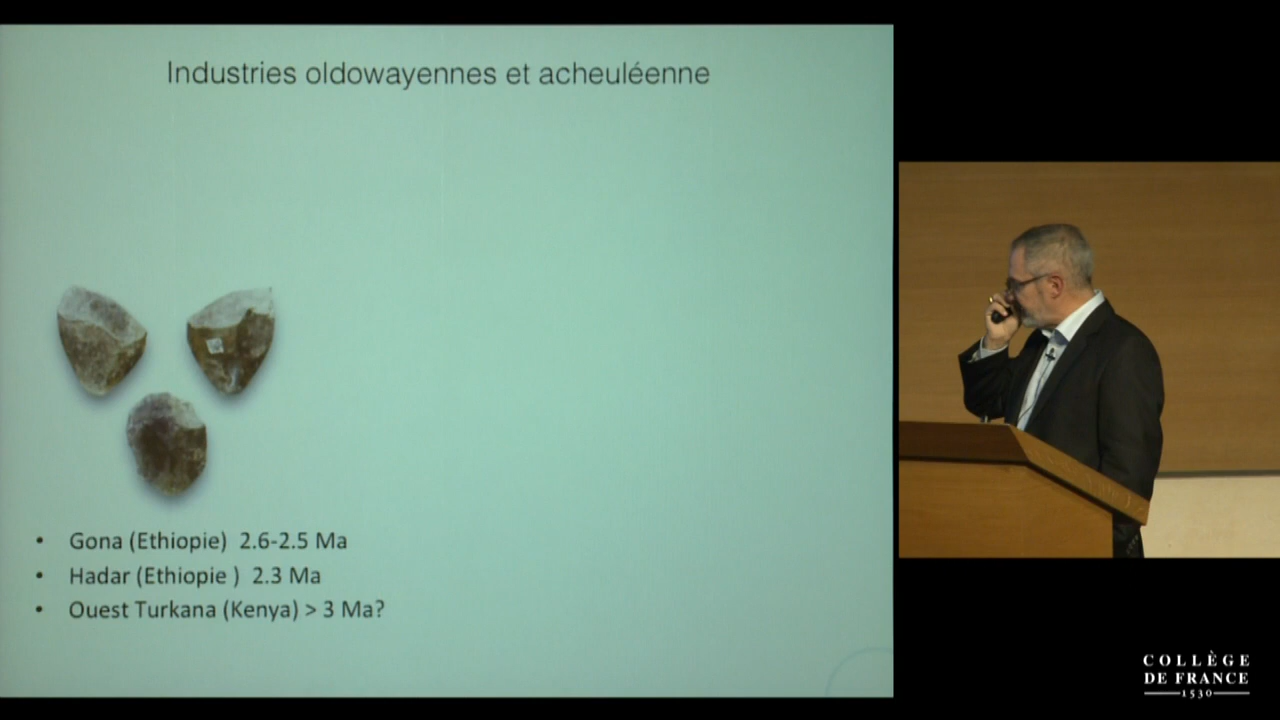 Industries oldowayennes et acheuléenne
• Gona (Ethiopie) 2.6-2.5 Ma
• Hadar (Ethiopie ) 2.3 Ma
• Ouest Turkana (Kenya) > 3 Ma?
COLLÈGE
DE FRANCE
1530